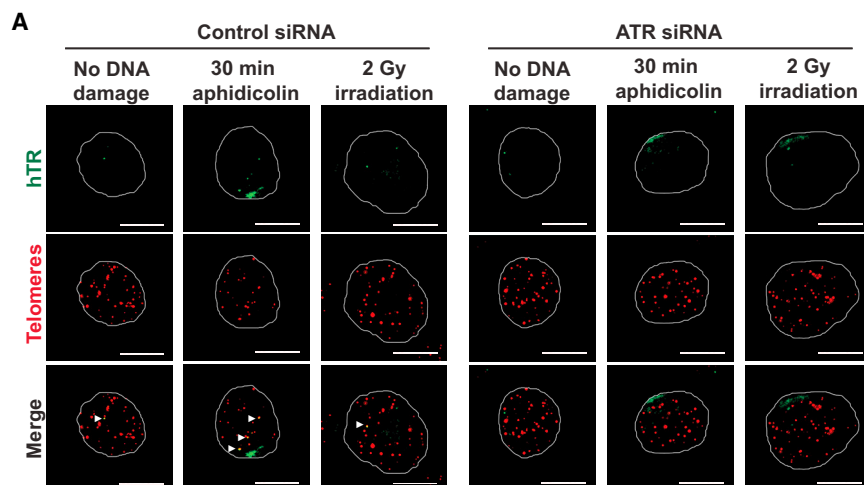 A
Control siRNA
ATR siRNA
No DNA
damage
30 min
aphidicolin
2 Gy
irradiation
No DNA
damage
30 min
aphidicolin
2 Gy
irradiation
hTR
Telomeres
Merge